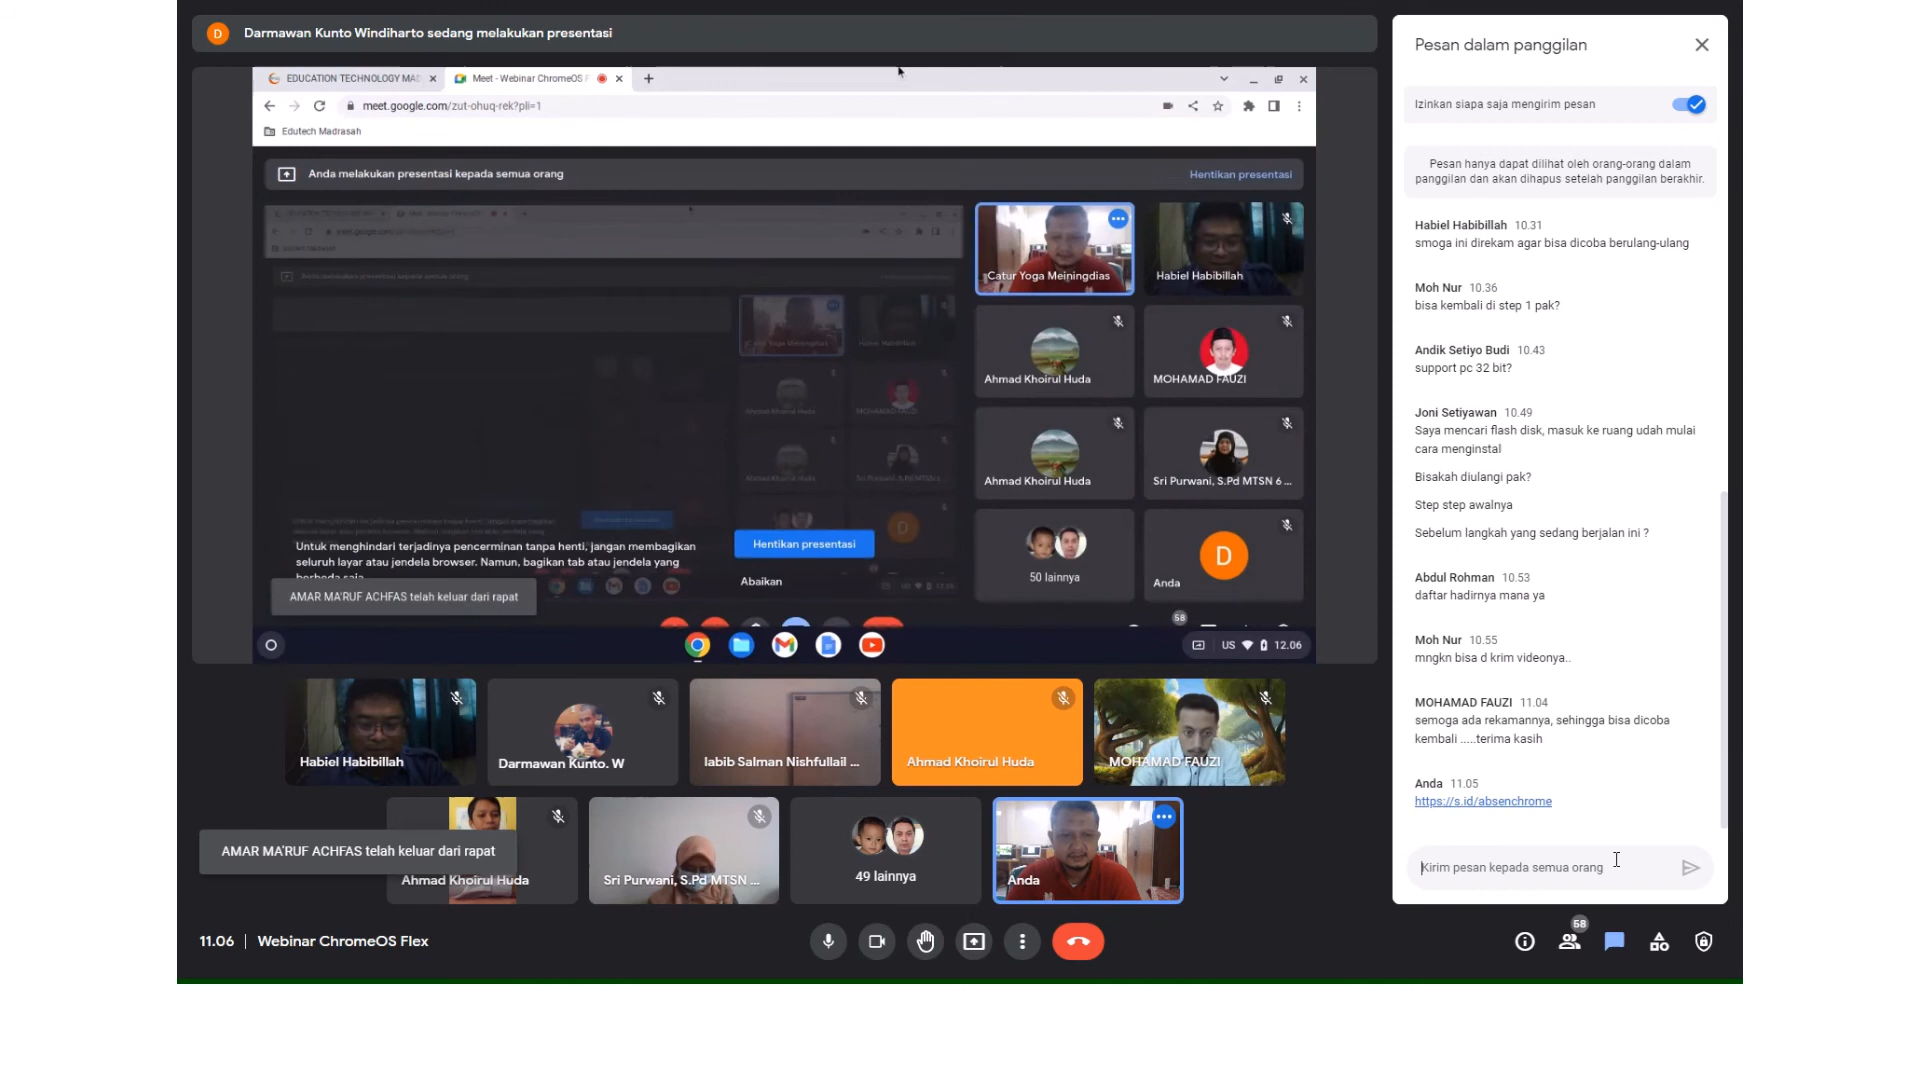 D Darmawan Kunto Windiharto sedang melakukan presentasi
EDUCATION TECHNOLOGY MAD
Meet - Webinar ChromeOS F
meet.google.com/zut-ohuq-rek?pli=1
Edutech Madrasah
Anda melakukan presentasi kepada semua orang
Hentikan presentasi
Catur Yoga Meiningdias
Habiel Habibillah
Ahmad Khoirul Huda
MOHAMAD FAUZI
Ahmad Khoirul Huda
Sri Purwani, S.Pd MTSN 6 ...
50 lainnya
D
Anda
Untuk menghindari terjadinya pencerminan tanpa henti, jangan membagikan
seluruh layar atau jendela browser. Namun, bagikan tab atau jendela yang
berbeda saja.
Hentikan presentasi
Abaikan
AMAR MA'RUF ACHFAS telah keluar dari rapat
58
US 12.06
Habiel Habibillah
Darmawan Kunto. W
labib Salman Nishfullail ...
Ahmad Khoirul Huda
MOHAMAD FAUZI
AMAR MA'RUF ACHFAS telah keluar dari rapat
Ahmad Khoirul Huda
Sri Purwani, S.Pd MTSN ...
49 lainnya
Anda
11.06 | Webinar ChromeOS Flex
58
Pesan dalam panggilan
Izinkan siapa saja mengirim pesan
Pesan hanya dapat dilihat oleh orang-orang dalam
panggilan dan akan dihapus setelah panggilan berakhir.
Habiel Habibillah 10.31
smoga ini direkam agar bisa dicoba berulang-ulang
Moh Nur 10.36
bisa kembali di step 1 pak?
Andik Setiyo Budi 10.43
support pc 32 bit?
Joni Setiyawan 10.49
Saya mencari flash disk, masuk ke ruang udah mulai
cara menginstal
Bisakah diulangi pak?
Step step awalnya
Sebelum langkah yang sedang berjalan ini ?
Abdul Rohman 10.53
daftar hadirnya mana ya
Moh Nur 10.55
mngkn bisa d krim videonya..
MOHAMAD FAUZI 11.04
semoga ada rekamannya, sehingga bisa dicoba
kembali .....terima kasih
Anda 11.05
https://s.id/absenchrome
Kirim pesan kepada semua orang